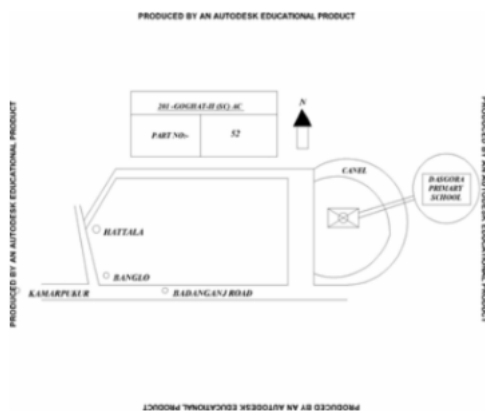 PRODUCED BY AN AUTODESK EDUCATIONAL PRODUCT
201 -GOGHAT-II (SC) AC
PART NO:-
52
N
CANEL
DASGORA
PRIMARY
SCHOOL
HATTALA
BANGLO
KAMARPUKUR
BADANGANJ ROAD
PRODUCED BY AN AUTODESK EDUCATIONAL PRODUCT
PRODUCED BY AN AUTODESK EDUCATIONAL PRODUCT
PRODUCED BY AN AUTODESK EDUCATIONAL PRODUCT